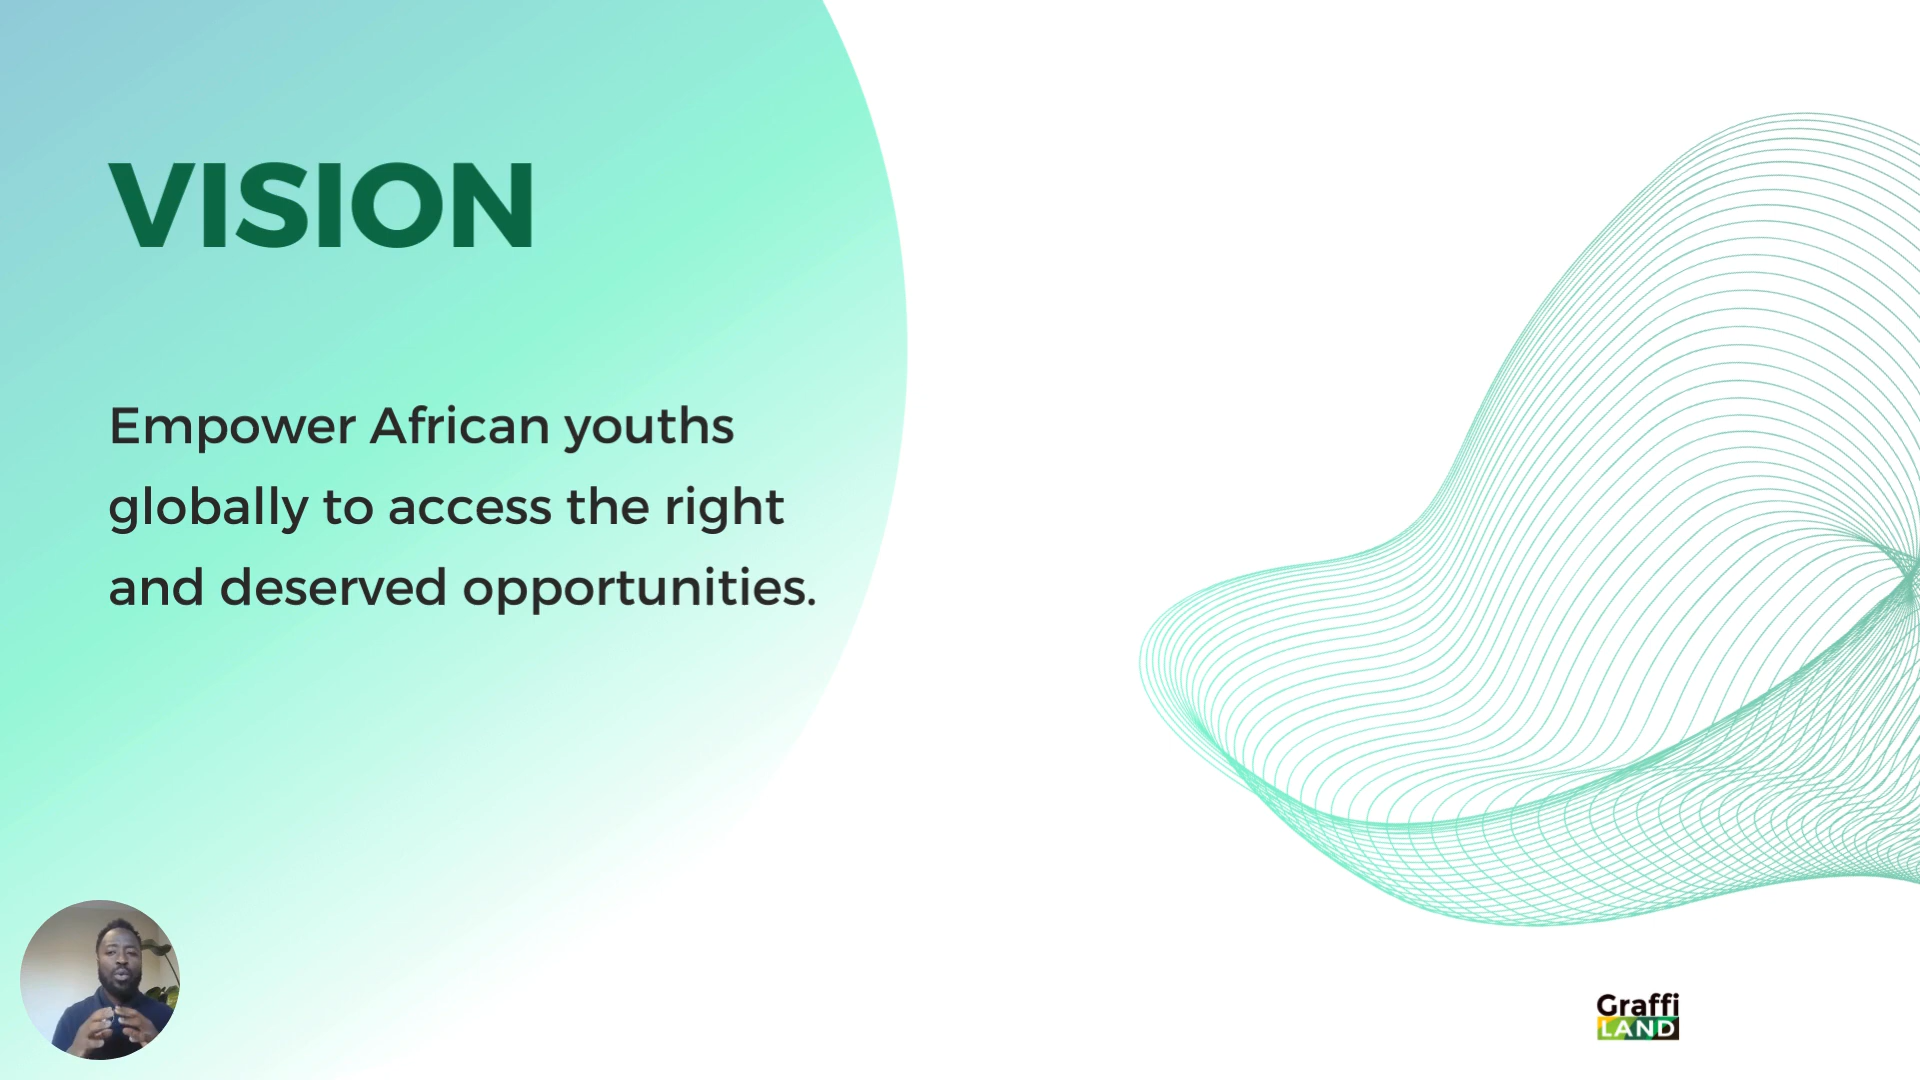 VISION
Empower African youths
globally to access the right
and deserved opportunities.
Graffi
LAND